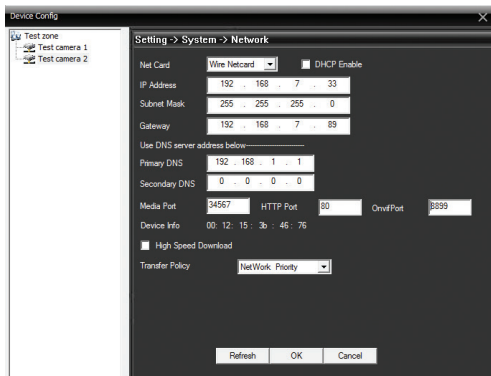 Device Config
Test zone
Test camera 1
Test camera 2
Setting -> System -> Network
Net Card Wire Netcard DHCP Enable
IP Address 192 . 168 . 7 . 33
Subnet Mask 255 . 255 . 255 . 0
Gateway 192 . 168 . 7 . 89
Use DNS server address below
Primary DNS 192 . 168 . 1 . 1
Secondary DNS 0 . 0 . 0 . 0
Media Port 34567 HTTP Port 80 OnvifPort 8899
Device Info 00: 12: 15: 3b : 46: 76
High Speed Download
Transfer Policy NetWork Priority
Refresh OK Cancel